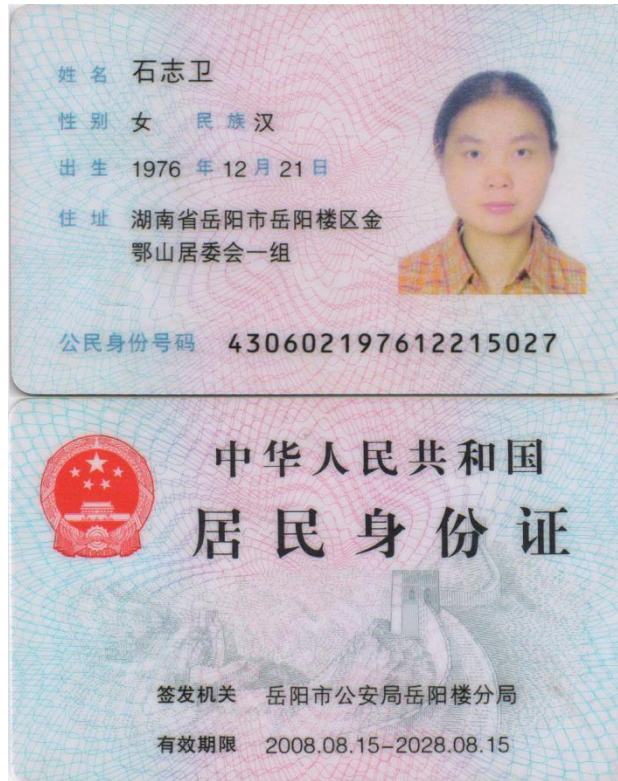 姓名 石志卫
性别 女 民族 汉
出生 1976 年 12 月 21 日
住址 湖南省岳阳市岳阳楼区金
鄂山居委会一组
公民身份号码 430602197612215027
中华人民共和国
居民身份证
签发机关 岳阳市公安局岳阳楼分局
有效期限 2008.08.15-2028.08.15